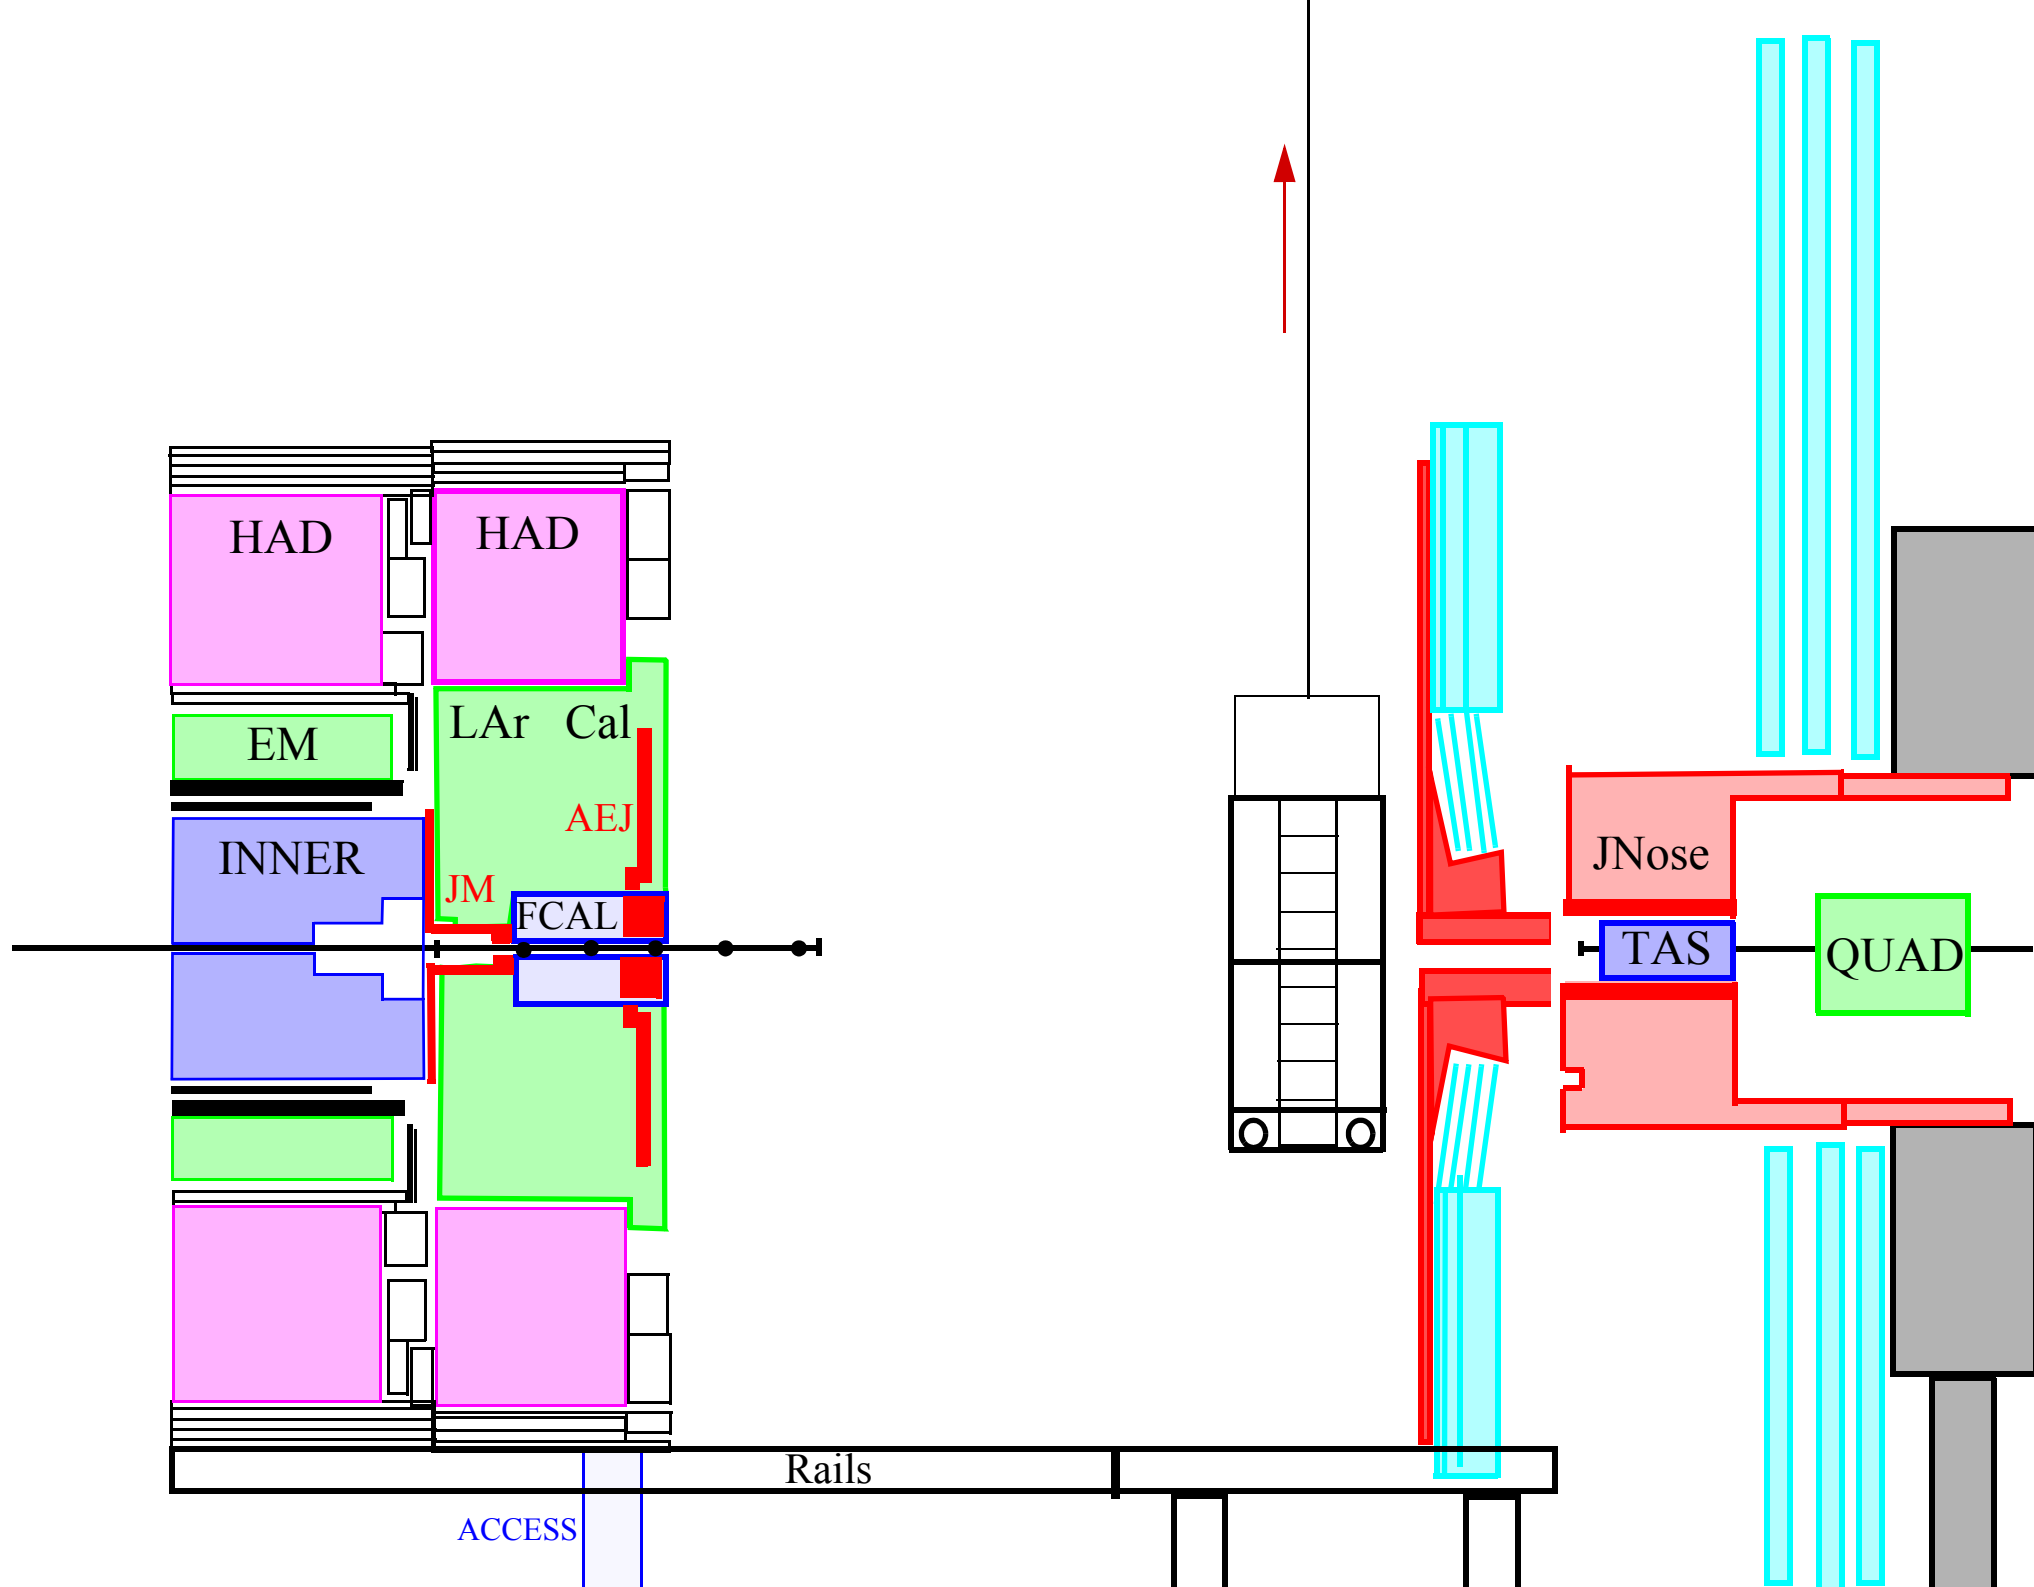 HAD
HAD
LAr Cal
EM
AEJ
INNER
JNose
JM
FCAL
TAS
QUAD
Rails
ACCESS